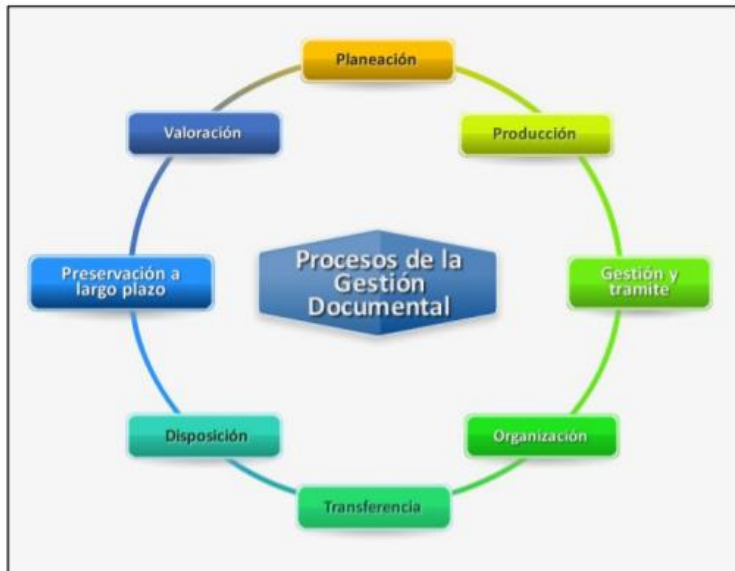 Planeación
Valoración
Producción
Procesos de la
Gestión
Documental
Preservación a
largo plazo
Gestión y
tramite
Disposición
Organización
Transferencia